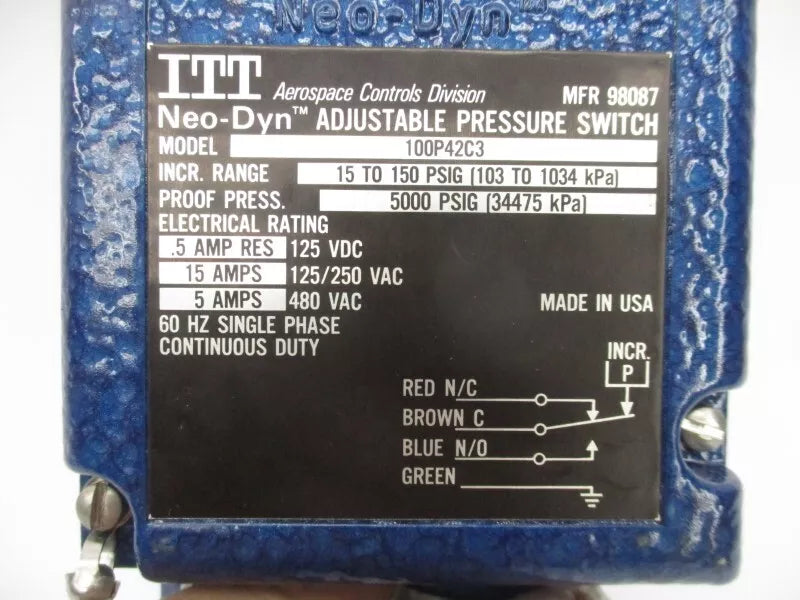 Neo-Dyn™
ITT Aerospace Controls Division MFR 98087
Neo-Dyn™ ADJUSTABLE PRESSURE SWITCH
MODEL 100P42C3
INCR. RANGE 15 TO 150 PSIG (103 TO 1034 kPa)
PROOF PRESS. 5000 PSIG (34475 kPa)
ELECTRICAL RATING
.5 AMP RES 125 VDC
15 AMPS 125/250 VAC
5 AMPS 480 VAC
MADE IN USA
60 HZ SINGLE PHASE
CONTINUOUS DUTY
INCR.
P
RED N/C
BROWN C
BLUE N/O
GREEN